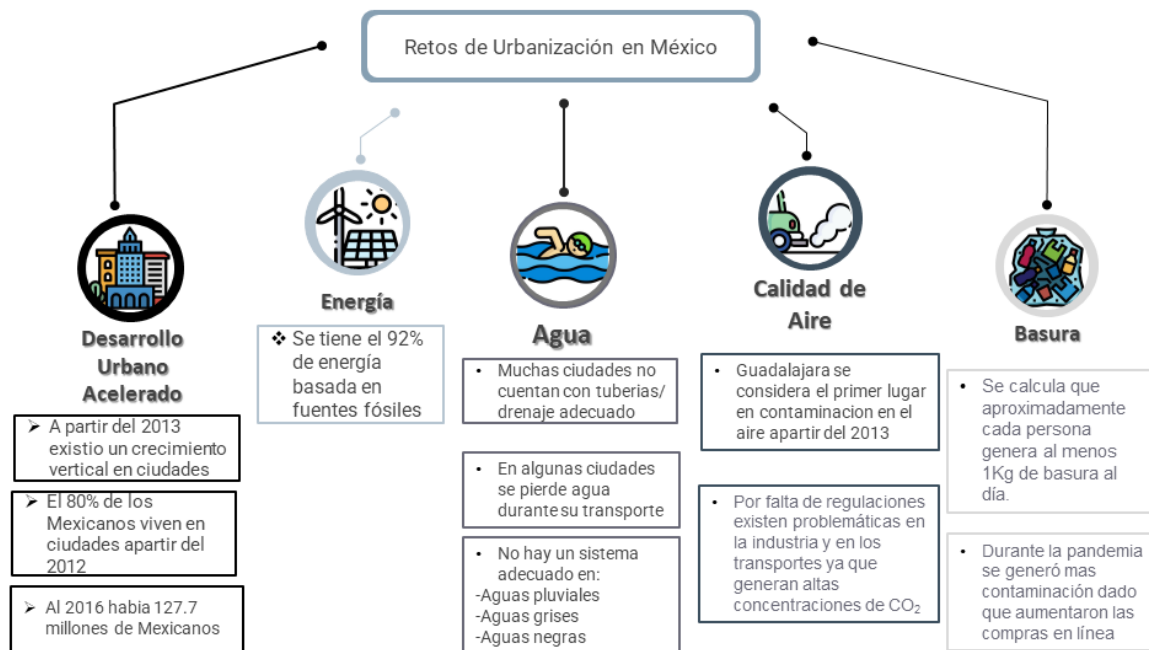 Retos de Urbanización en México
Desarrollo
Urbano
Acelerado
➢ A partir del 2013
existio un crecimiento
vertical en ciudades
➢ El 80% de los
Mexicanos viven en
ciudades apartir del
2012
➢ Al 2016 habia 127.7
millones de Mexicanos
Energía
❖ Se tiene el 92%
de energía
basada en
fuentes fósiles
Agua
• Muchas ciudades no
cuentan con tuberias/
drenaje adecuado
• En algunas ciudades
se pierde agua
durante su transporte
• No hay un sistema
adecuado en:
-Aguas pluviales
-Aguas grises
-Aguas negras
Calidad de
Aire
• Guadalajara se
considera el primer lugar
en contaminacion en el
aire apartir del 2013
• Por falta de regulaciones
existen problemáticas en
la industria y en los
transportes ya que
generan altas
concentraciones de CO₂
Basura
• Se calcula que
aproximadamente
cada persona
genera al menos
1Kg de basura al
día.
• Durante la pandemia
se generó mas
contaminación dado
que aumentaron las
compras en línea